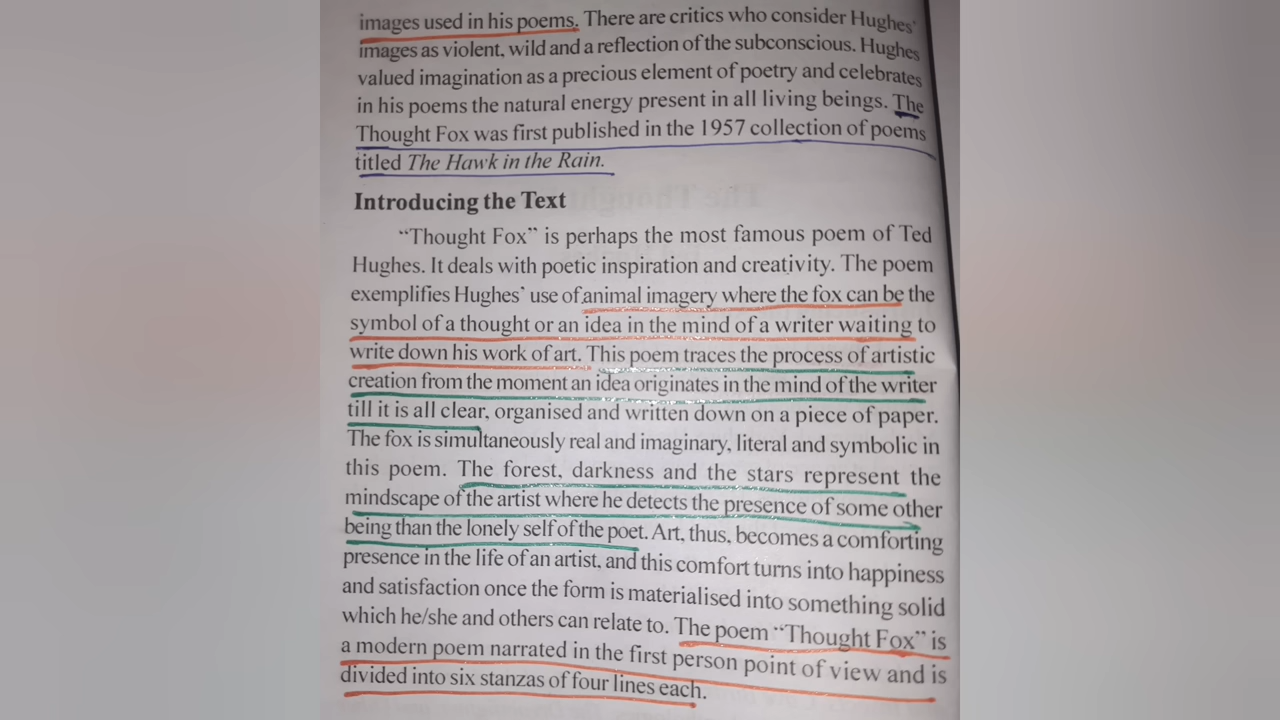 images used in his poems. There are critics who consider Hughes'
images as violent, wild and a reflection of the subconscious. Hughes
valued imagination as a precious element of poetry and celebrates
in his poems the natural energy present in all living beings. The
Thought Fox was first published in the 1957 collection of poems
titled The Hawk in the Rain.
Introducing the Text
“Thought Fox” is perhaps the most famous poem of Ted
Hughes. It deals with poetic inspiration and creativity. The poem
exemplifies Hughes' use of animal imagery where the fox can be the
symbol of a thought or an idea in the mind of a writer waiting to
write down his work of art. This poem traces the process of artistic
creation from the moment an idea originates in the mind of the writer
till it is all clear, organised and written down on a piece of paper.
The fox is simultaneously real and imaginary, literal and symbolic in
this poem. The forest, darkness and the stars represent the
mindscape of the artist where he detects the presence of some other
being than the lonely self of the poet. Art, thus, becomes a comforting
presence in the life of an artist, and this comfort turns into happiness
and satisfaction once the form is materialised into something solid
which he/she and others can relate to. The poem “Thought Fox” is
a modern poem narrated in the first person point of view and is
divided into six stanzas of four lines each.